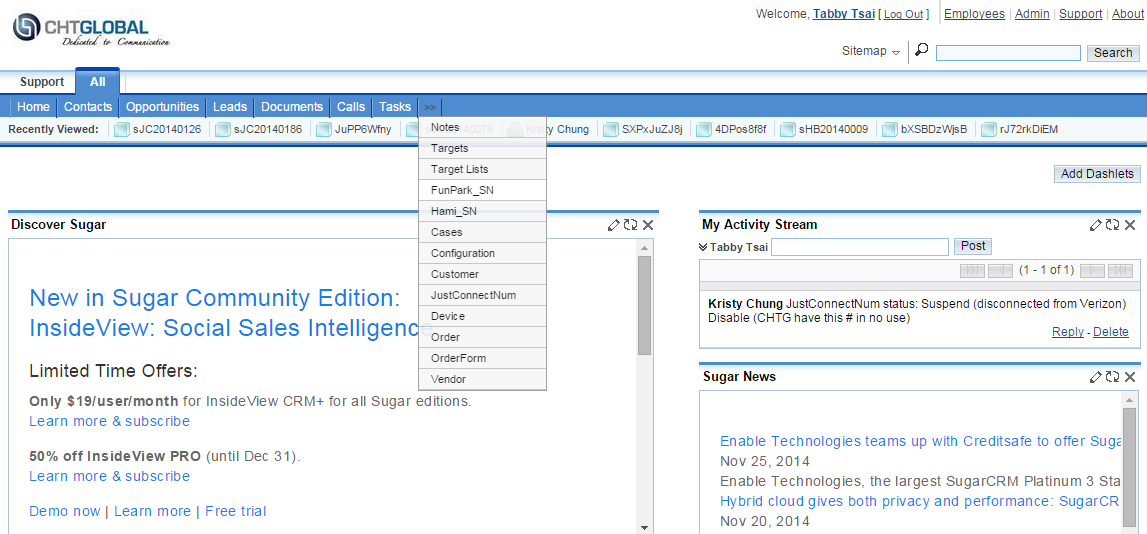 CHTGLOBAL
Dedicated to Communication
Welcome, Tabby Tsai [ Log Out ] Employees | Admin | Support | About
Sitemap
Search
Support All
Home Contacts Opportunities Leads Documents Calls Tasks >>
Recently Viewed: sJC20140126 sJC20140186 JuPP6Wfny Kristy Chung SXPxJuZJ8j 4DPos8f8f sHB20140009 bXSBDzWjsB rJ72rkDiEM
Notes
Targets
Target Lists
FunPark_SN
Hami_SN
Cases
Configuration
Customer
JustConnectNum
Device
Order
OrderForm
Vendor
Add Dashlets
Discover Sugar
New in Sugar Community Edition:
InsideView: Social Sales Intelligence
Limited Time Offers:
Only $19/user/month for InsideView CRM+ for all Sugar editions.
Learn more & subscribe
50% off InsideView PRO (until Dec 31).
Learn more & subscribe
Demo now | Learn more | Free trial
My Activity Stream
Tabby Tsai
Post
(1 - 1 of 1)
Kristy Chung JustConnectNum status: Suspend (disconnected from Verizon)
Disable (CHTG have this # in no use)
Reply - Delete
Sugar News
Enable Technologies teams up with Creditsafe to offer Suga
Nov 25, 2014
Enable Technologies, the largest SugarCRM Platinum 3 Sta
Hybrid cloud gives both privacy and performance: SugarCR
Nov 20, 2014